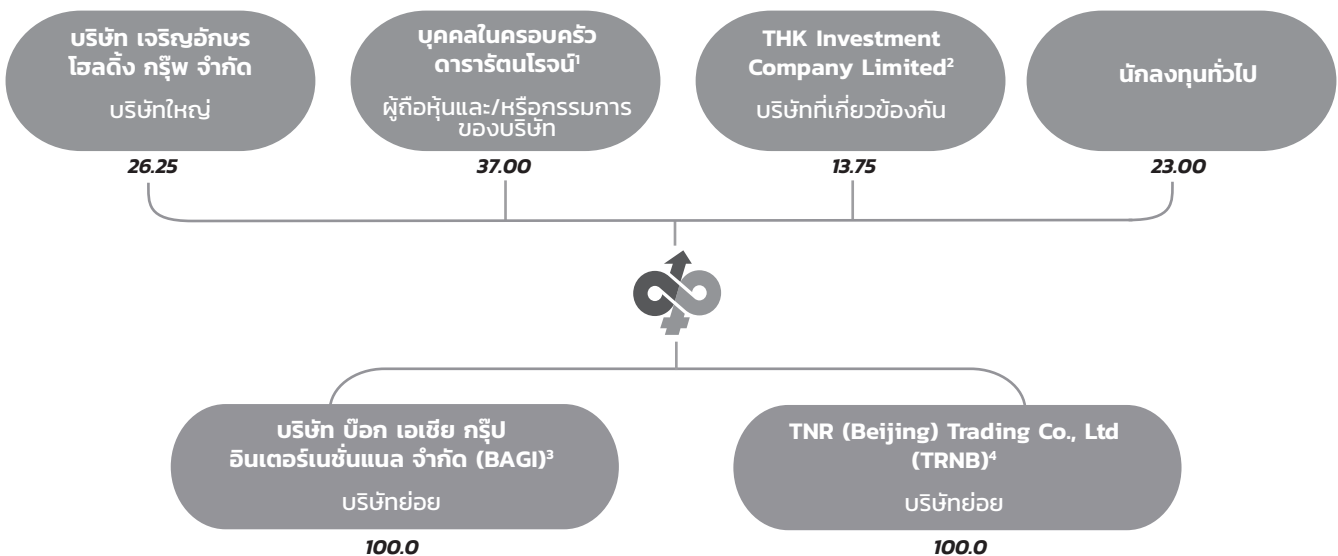 บริษัท เจริญอักษร
โฮลดิ้ง กรุ๊พ จำกัด
บริษัทใหญ่
26.25
บุคคลในครอบครัว
ดารารัตนโรจน์¹
ผู้ถือหุ้นและ/หรือกรรมการ
ของบริษัท
37.00
THK Investment
Company Limited²
บริษัทที่เกี่ยวข้องกัน
13.75
นักลงทุนทั่วไป
23.00
บริษัท บ๊อก เอเชีย กรุ๊ป
อินเตอร์เนชั่นแนล จำกัด (BAGI)³
บริษัทย่อย
100.0
TNR (Beijing) Trading Co., Ltd
(TRNB)⁴
บริษัทย่อย
100.0